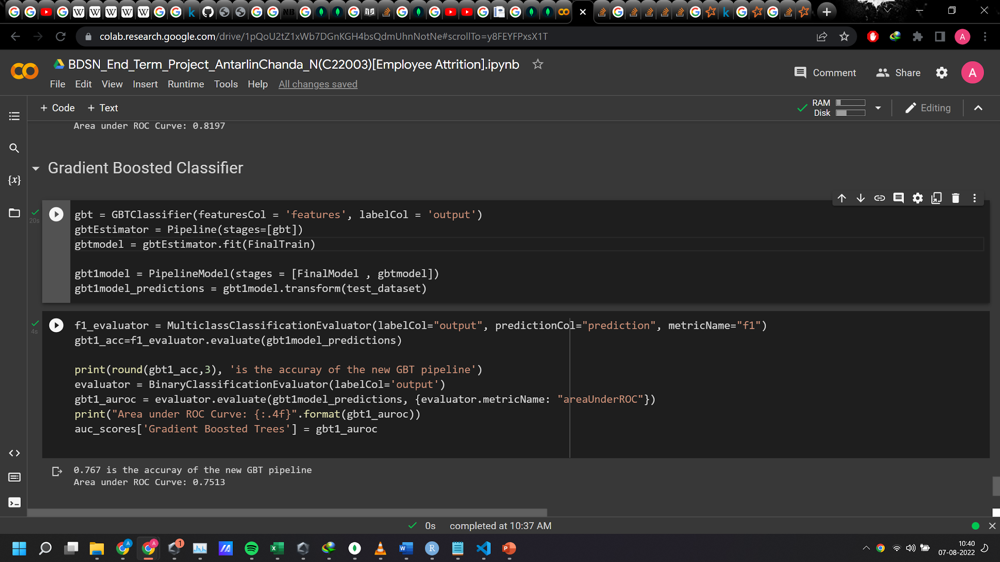 colab.research.google.com/drive/1pQoU2tZ1xWb7DGnKGH4bsQdmUhnNotNe#scrollTo=y8FEYFPxsX1T
A
BDSN_End_Term_Project_AntarlinChanda_N(C22003)[Employee Attrition].ipynb
Comment Share A
File Edit View Insert Runtime Tools Help All changes saved
+ Code + Text
RAM
Disk
Editing
Area under ROC Curve: 0.8197
Gradient Boosted Classifier
{x}
20s
gbt = GBTClassifier(featuresCol = 'features', labelCol = 'output')
gbtEstimator = Pipeline(stages=[gbt])
gbtmodel = gbtEstimator.fit(FinalTrain)
gbt1model = PipelineModel(stages = [FinalModel , gbtmodel])
gbt1model_predictions = gbt1model.transform(test_dataset)
4s
f1_evaluator = MulticlassClassificationEvaluator(labelCol="output", predictionCol="prediction", metricName="f1")
gbt1_acc=f1_evaluator.evaluate(gbt1model_predictions)
print(round(gbt1_acc,3), 'is the accuray of the new GBT pipeline')
evaluator = BinaryClassificationEvaluator(labelCol='output')
gbt1_auroc = evaluator.evaluate(gbt1model_predictions, {evaluator.metricName: "areaUnderROC"})
print("Area under ROC Curve: {:.4f}".format(gbt1_auroc))
auc_scores['Gradient Boosted Trees'] = gbt1_auroc
0.767 is the accuray of the new GBT pipeline
Area under ROC Curve: 0.7513
0s completed at 10:37 AM
10:40
07-08-2022